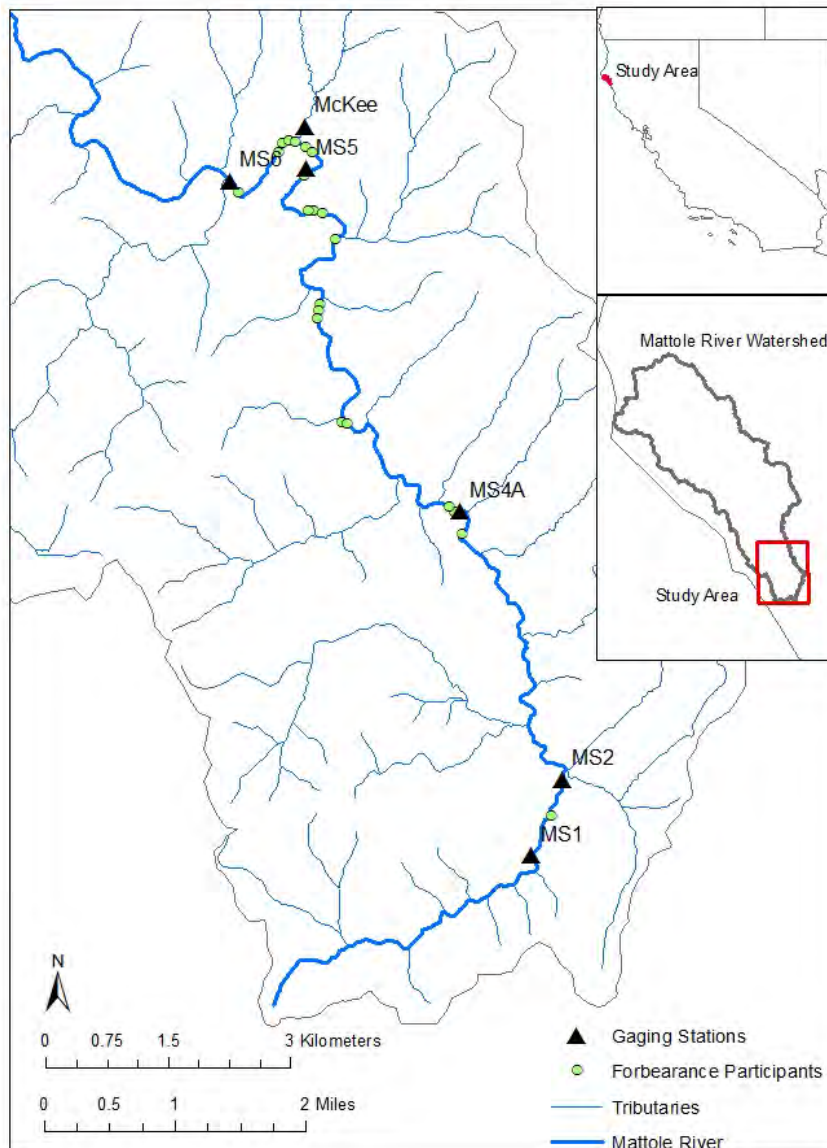 Study Area
McKee
MS5
MS6
Mattole River Watershed
MS4A
Study Area
MS2
MS1
N
0 0.75 1.5 3 Kilometers
0 0.5 1 2 Miles
Gaging Stations
Forbearance Participants
Tributaries
Mattole River